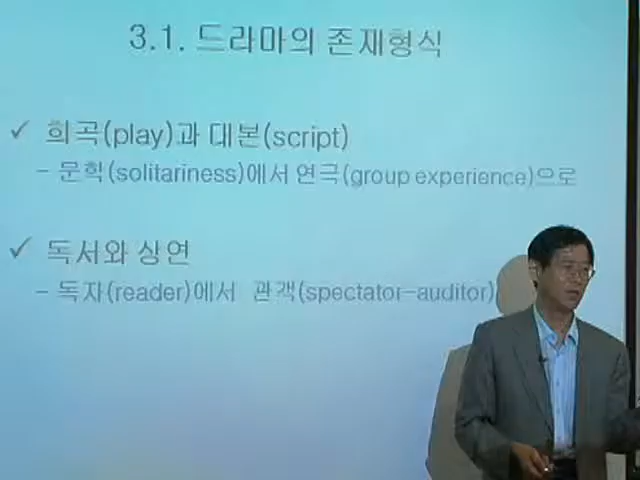 3.1. 드라마의 존재형식
✓ 희곡(play)과 대본(script)
- 문학(solitariness)에서 연극(group experience)으로
✓ 독서와 상연
- 독자(reader)에서 관객(spectator-auditor)